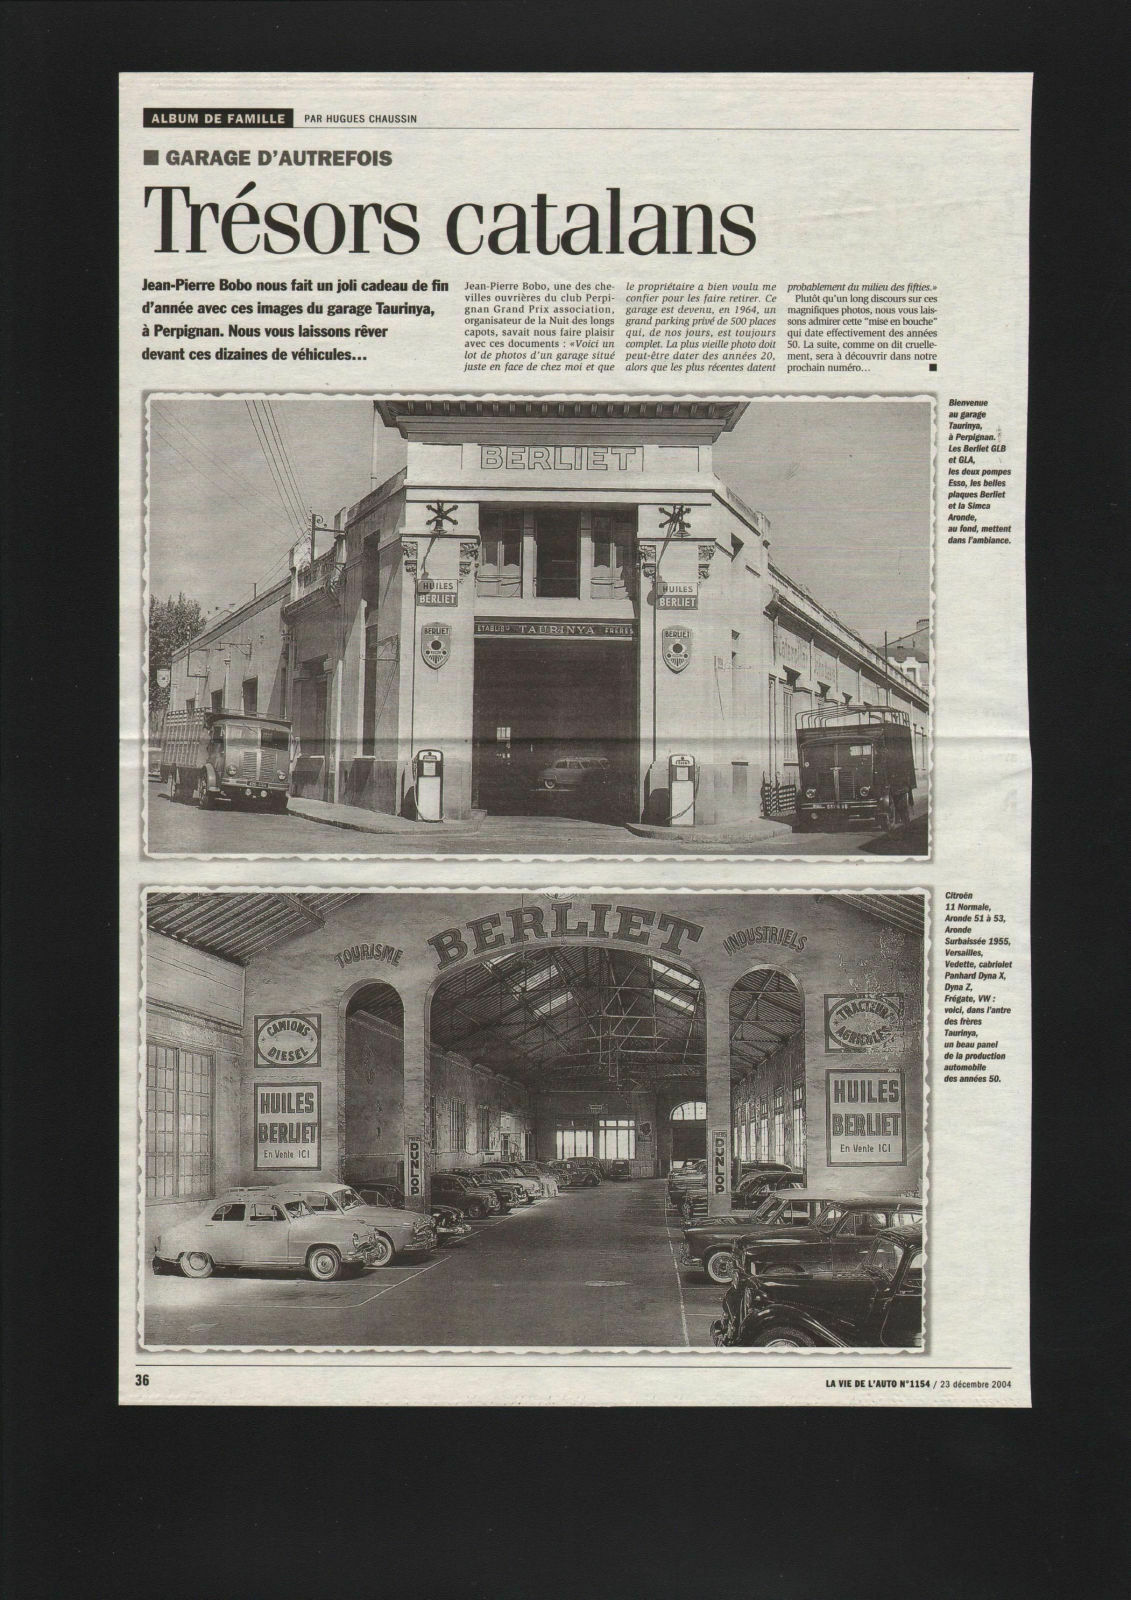 ALBUM DE FAMILLE PAR HUGUES CHAUSSIN
GARAGE D'AUTREFOIS
Trésors catalans
Jean-Pierre Bobo nous fait un joli cadeau de fin
d'année avec ces images du garage Taurinya,
à Perpignan. Nous vous laissons rêver
devant ces dizaines de véhicules...
Jean-Pierre Bobo, une des che-
villes ouvrières du club Perpi-
gnan Grand Prix association,
organisateur de la Nuit des longs
capots, savait nous faire plaisir
avec ces documents : «Voici un
lot de photos d'un garage situé
juste en face de chez moi et que
le propriétaire a bien voulu me
confier pour les faire retirer. Ce
garage est devenu, en 1964, un
grand parking privé de 500 places
qui, de nos jours, est toujours
complet. La plus vieille photo doit
peut-être dater des années 20,
alors que les plus récentes datent
probablement du milieu des fifties.»
Plutôt qu'un long discours sur ces
magnifiques photos, nous vous lais-
sons admirer cette "mise en bouche"
qui date effectivement des années
50. La suite, comme on dit cruelle-
ment, sera à découvrir dans notre
prochain numéro...
BERLIET
HUILES
BERLIET
HUILES
BERLIET
BERLIET
ETABLISts TAURINYA FRÈRES
BERLIET
Bienvenue
au garage
Taurinya,
à Perpignan.
Les Berliet GLB
et GLA,
les deux pompes
Esso, les belles
plaques Berliet
et la Simca
Aronde,
au fond, mettent
dans l'ambiance.
TOURISME
BERLIET
INDUSTRIELS
CAMIONS
DIESEL
TRACTEURS
AGRICOLES
HUILES
BERLIET
En Vente ICI
PNEUS
DUNLOP
PNEUS
DUNLOP
HUILES
BERLIET
En Vente ICI
Citroën
11 Normale,
Aronde 51 à 53,
Aronde
Surbaissée 1955,
Versailles,
Vedette, cabriolet
Panhard Dyna X,
Dyna Z,
Frégate, VW :
voici, dans l'antre
des frères
Taurinya,
un beau panel
de la production
automobile
des années 50.
36
LA VIE DE L'AUTO N°1154 / 23 décembre 2004